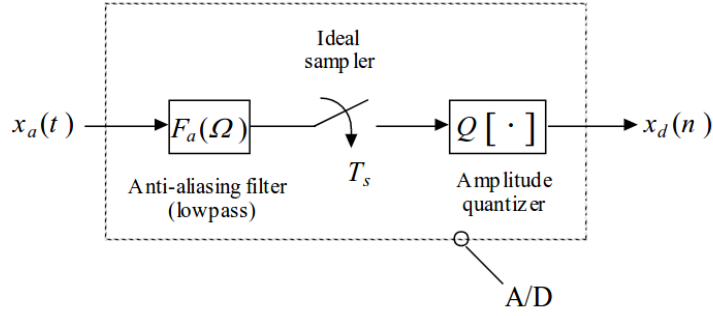 Ideal
sampler
x_a(t)
F_a(Ω)
Q[ · ]
x_d(n)
T_s
Anti-aliasing filter
(lowpass)
Amplitude
quantizer
A/D